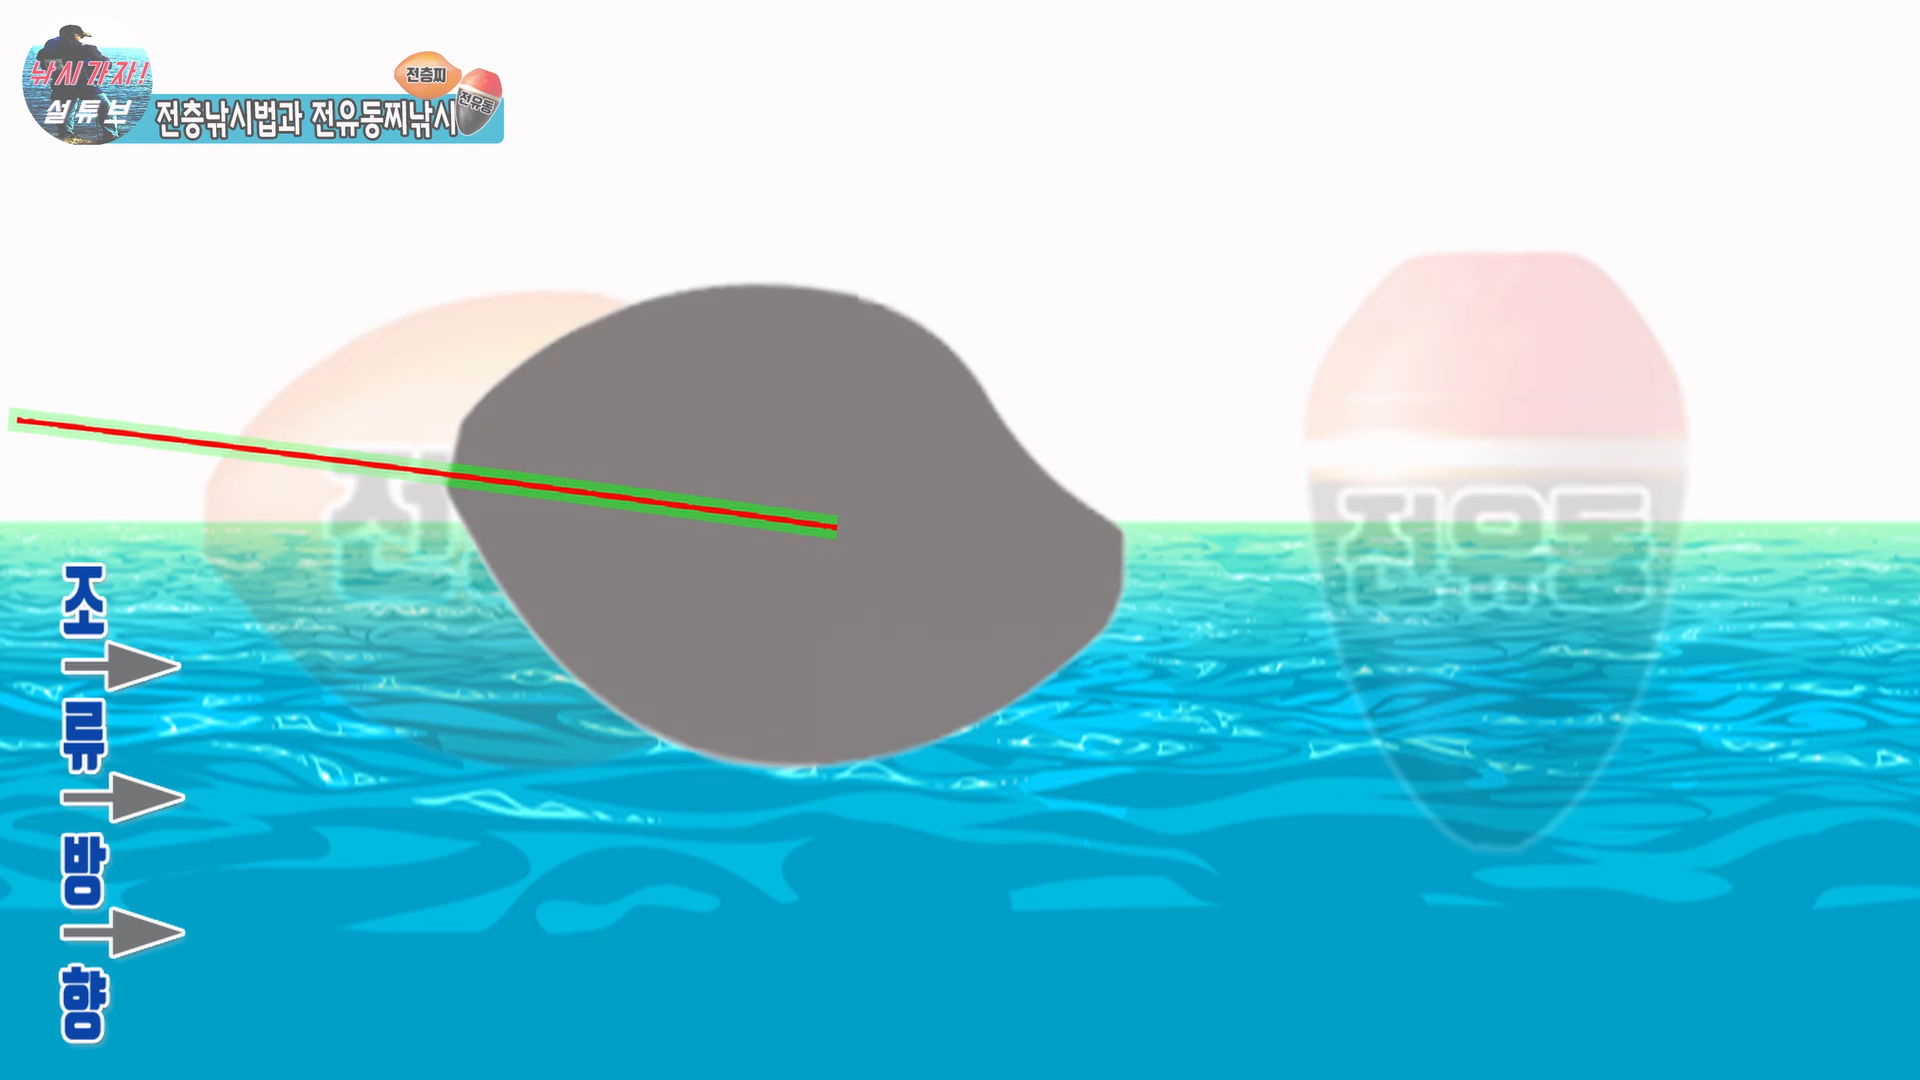 낚시가자!
설튜브
전층찌
전유동
전층낚시법과 전유동찌낚시
전
전유동
조
류
방
향